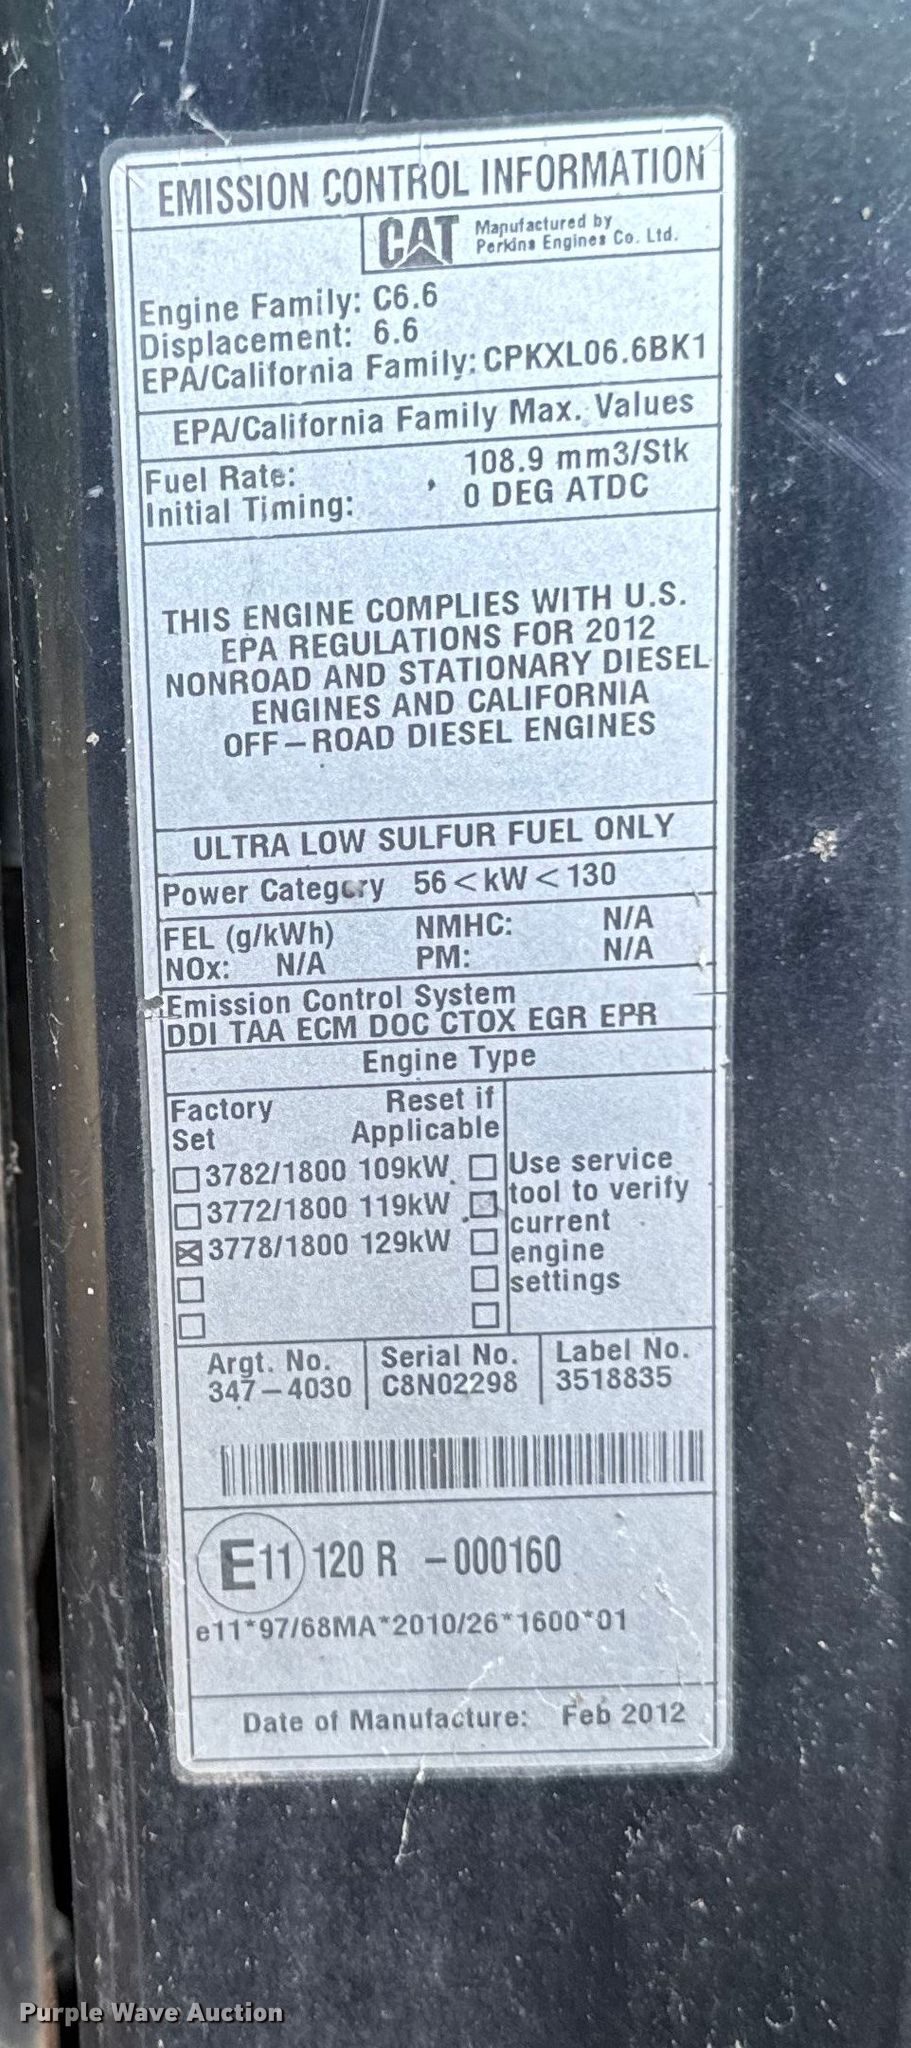 EMISSION CONTROL INFORMATION
CAT Manufactured by
Perkins Engines Co. Ltd.
Engine Family: C6.6
Displacement: 6.6
EPA/California Family: CPKXL06.6BK1
EPA/California Family Max. Values
Fuel Rate: 108.9 mm3/Stk
Initial Timing: 0 DEG ATDC
THIS ENGINE COMPLIES WITH U.S.
EPA REGULATIONS FOR 2012
NONROAD AND STATIONARY DIESEL
ENGINES AND CALIFORNIA
OFF-ROAD DIESEL ENGINES
ULTRA LOW SULFUR FUEL ONLY
Power Category 56 < kW < 130
FEL (g/kWh) NMHC: N/A
NOx: N/A PM: N/A
Emission Control System
DDI TAA ECM DOC CTOX EGR EPR
Engine Type
Factory Reset if
Set Applicable
3782/1800 109kW Use service
3772/1800 119kW tool to verify
current
3778/1800 129kW engine
settings
Argt. No. Serial No. Label No.
347-4030 C8N02298 3518835
E11 120 R -000160
e11*97/68MA*2010/26*1600*01
Date of Manufacture: Feb 2012
Purple Wave Auction